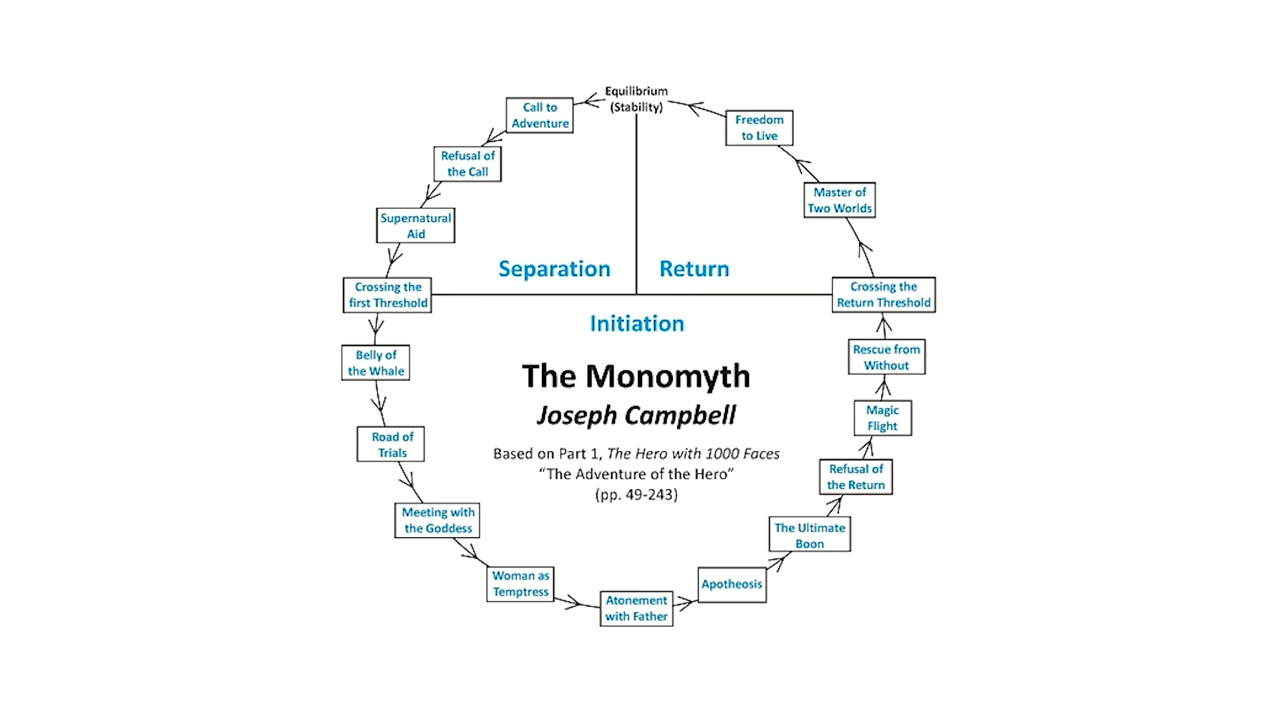 Equilibrium
(Stability)
Call to
Adventure
Refusal of
the Call
Supernatural
Aid
Crossing the
first Threshold
Belly of
the Whale
Road of
Trials
Meeting with
the Goddess
Woman as
Temptress
Atonement
with Father
Apotheosis
The Ultimate
Boon
Refusal of
the Return
Magic
Flight
Rescue from
Without
Crossing the
Return Threshold
Master of
Two Worlds
Freedom
to Live
Separation
Return
Initiation
The Monomyth
Joseph Campbell
Based on Part 1, The Hero with 1000 Faces
“The Adventure of the Hero”
(pp. 49-243)